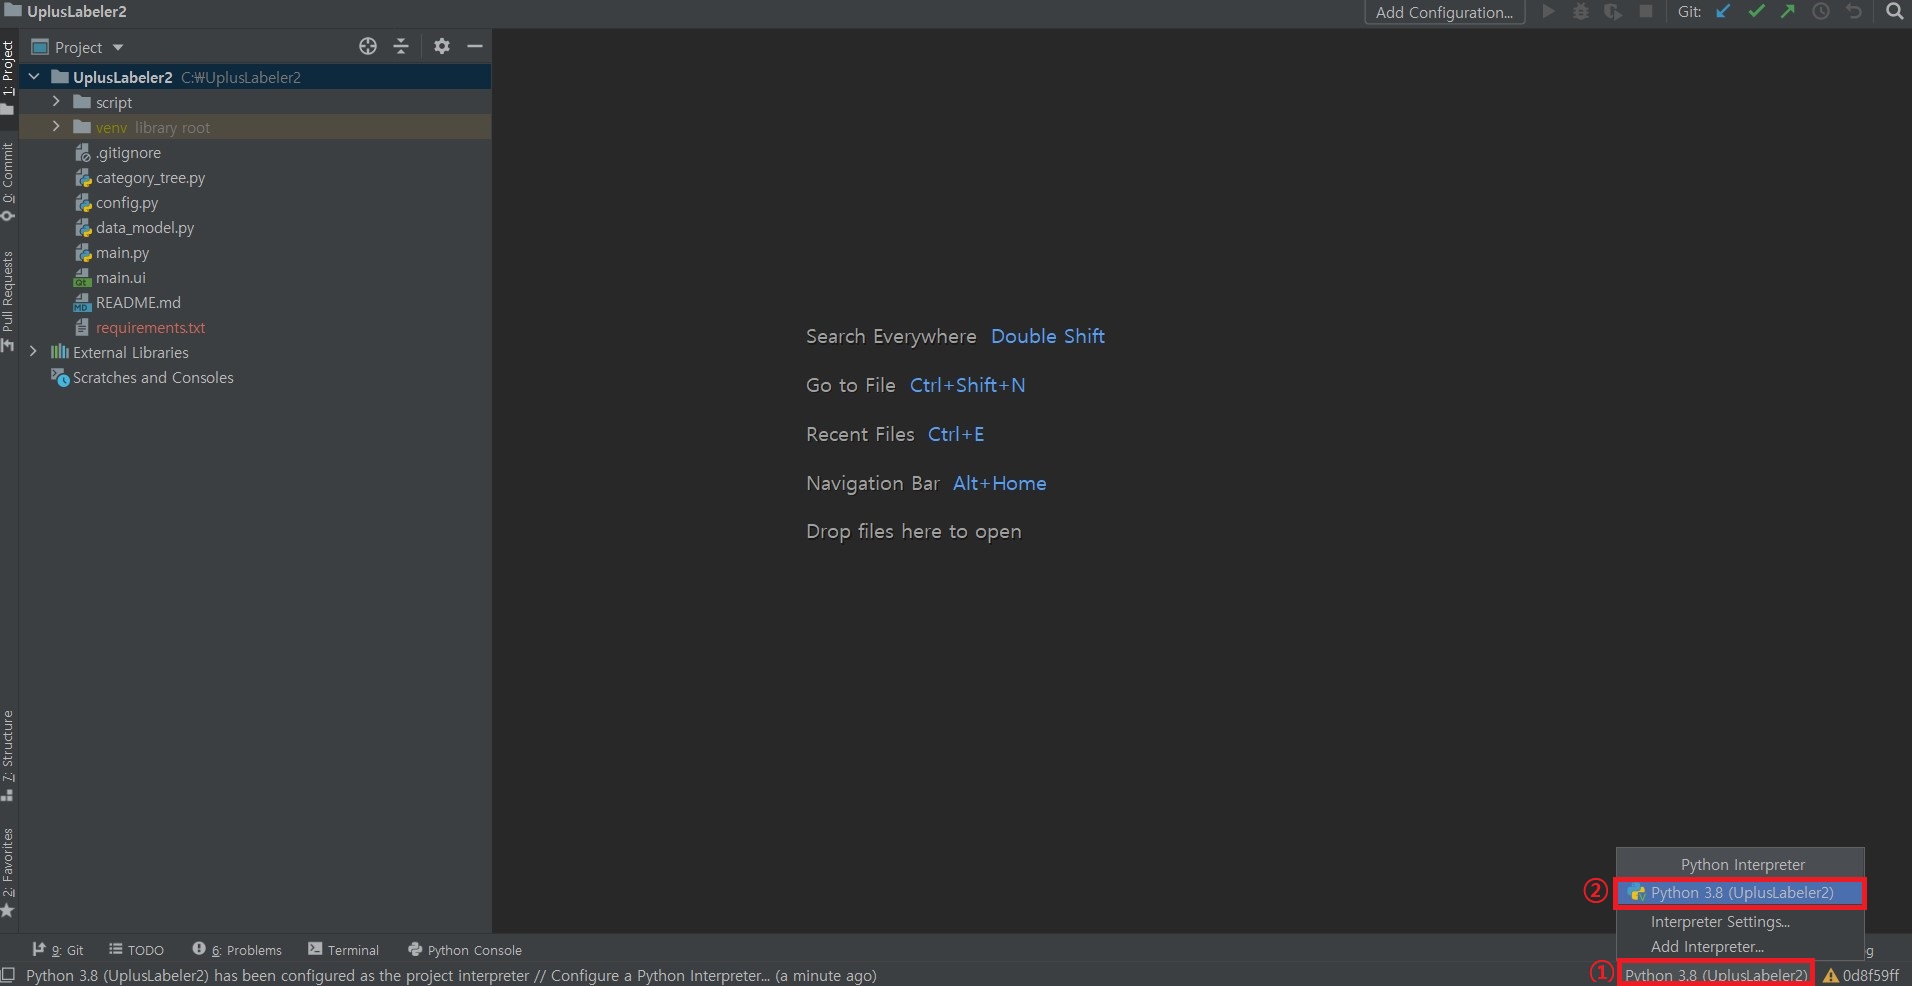 UplusLabeler2
Add Configuration...
Git:
Project
1: Project
0: Commit
Pull Requests
7: Structure
2: Favorites
UplusLabeler2 C:₩UplusLabeler2
script
venv library root
.gitignore
category_tree.py
config.py
data_model.py
main.py
main.ui
README.md
requirements.txt
External Libraries
Scratches and Consoles
Search Everywhere Double Shift
Go to File Ctrl+Shift+N
Recent Files Ctrl+E
Navigation Bar Alt+Home
Drop files here to open
Python Interpreter
② Python 3.8 (UplusLabeler2)
Interpreter Settings...
Add Interpreter...
9: Git TODO 6: Problems Terminal Python Console
Python 3.8 (UplusLabeler2) has been configured as the project interpreter // Configure a Python Interpreter... (a minute ago)
① Python 3.8 (UplusLabeler2) 0d8f59ff